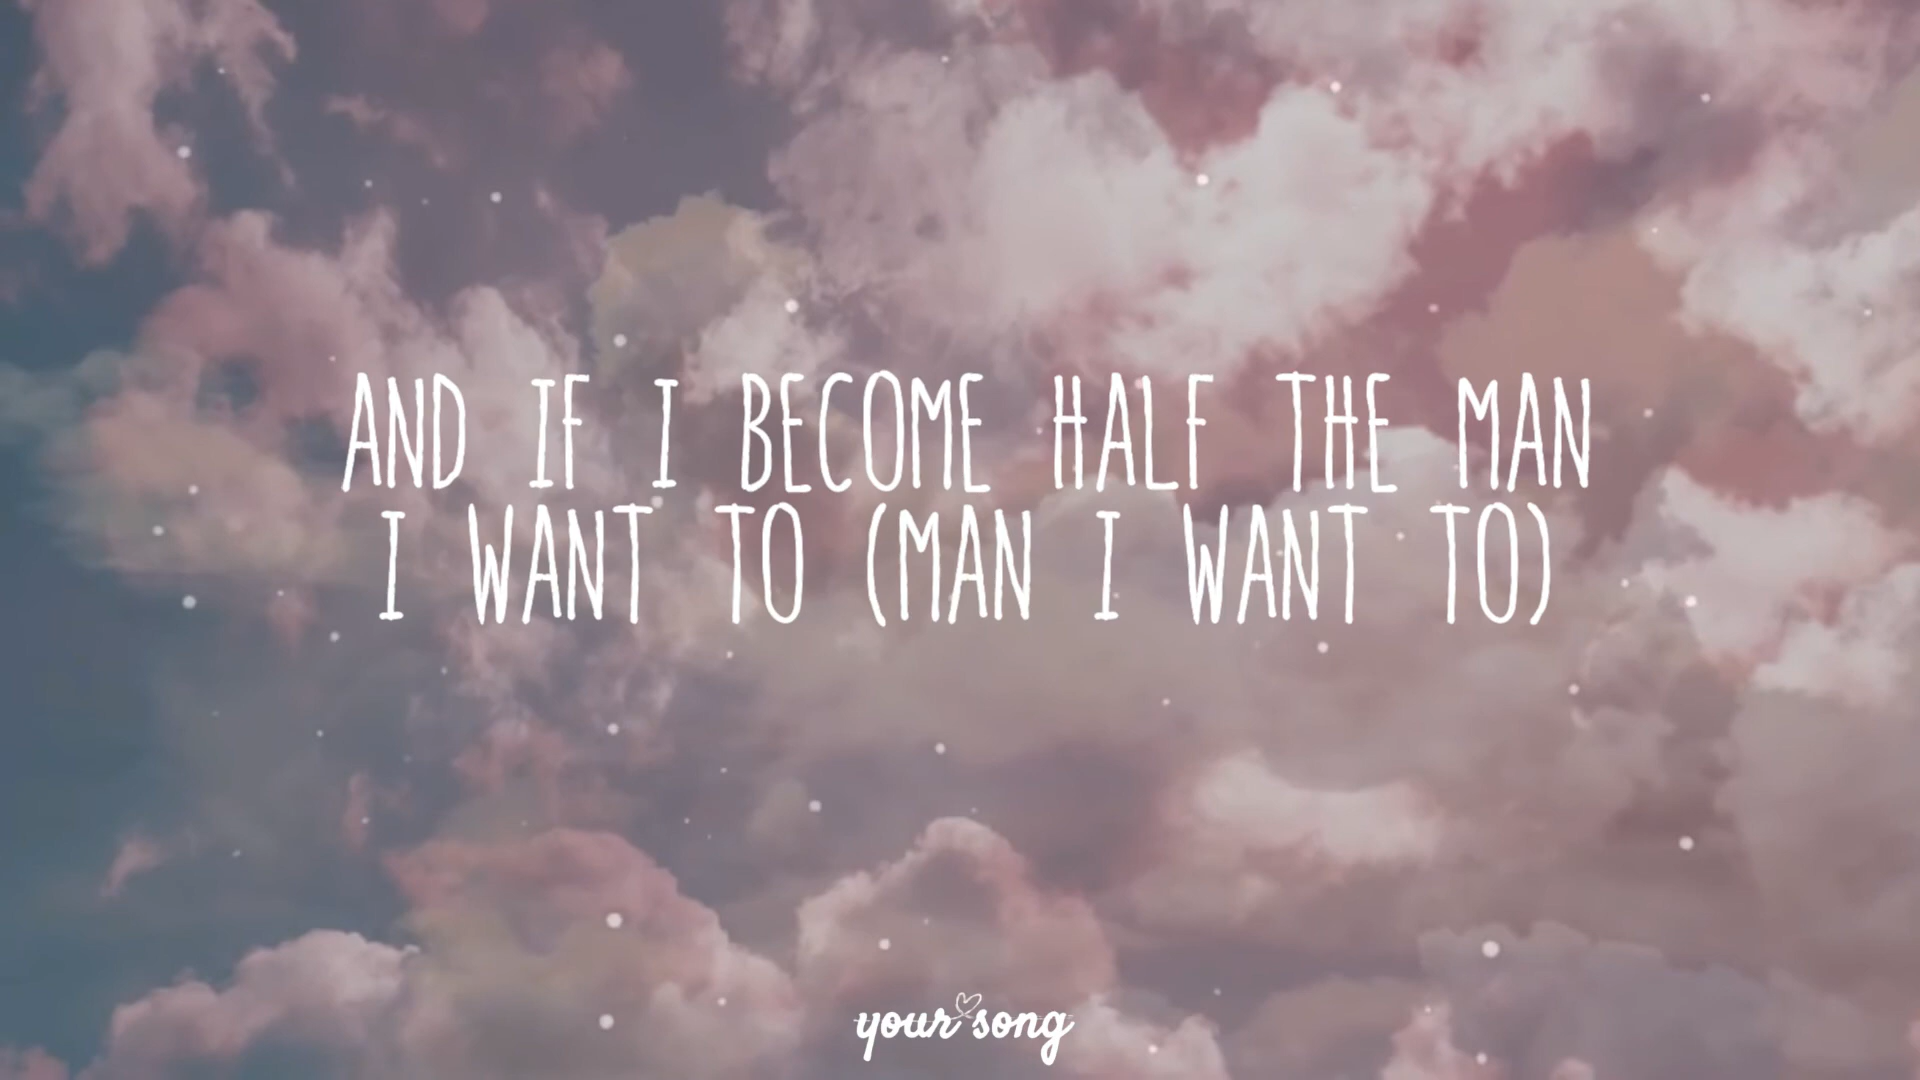 AND IF I BECOME HALF THE MAN
I WANT TO (MAN I WANT TO)
your song